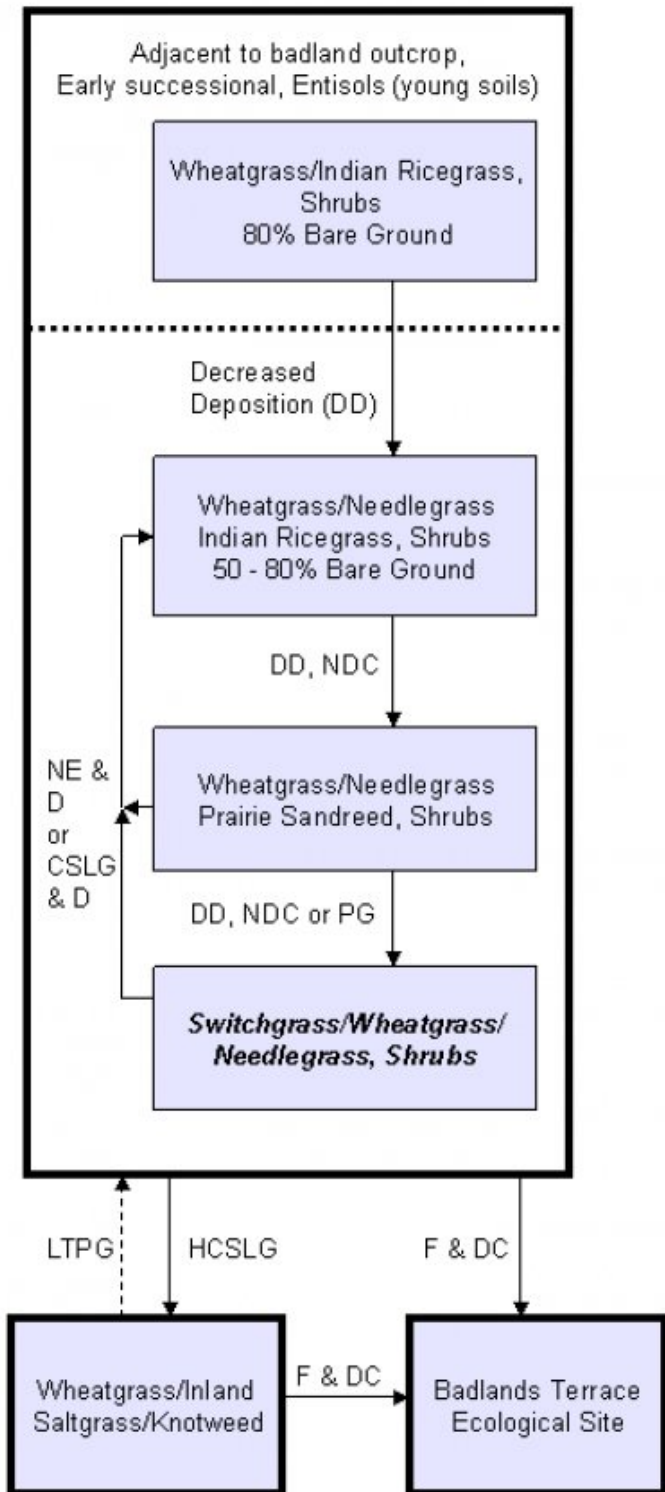 Adjacent to badland outcrop,
Early successional, Entisols (young soils)
Wheatgrass/Indian Ricegrass,
Shrubs
80% Bare Ground
Decreased
Deposition (DD)
Wheatgrass/Needlegrass
Indian Ricegrass, Shrubs
50 - 80% Bare Ground
DD, NDC
NE &
D
or
CSLG
& D
Wheatgrass/Needlegrass
Prairie Sandreed, Shrubs
DD, NDC or PG
Switchgrass/Wheatgrass/
Needlegrass, Shrubs
LTPG
HCSLG
F & DC
Wheatgrass/Inland
Saltgrass/Knotweed
F & DC
Badlands Terrace
Ecological Site